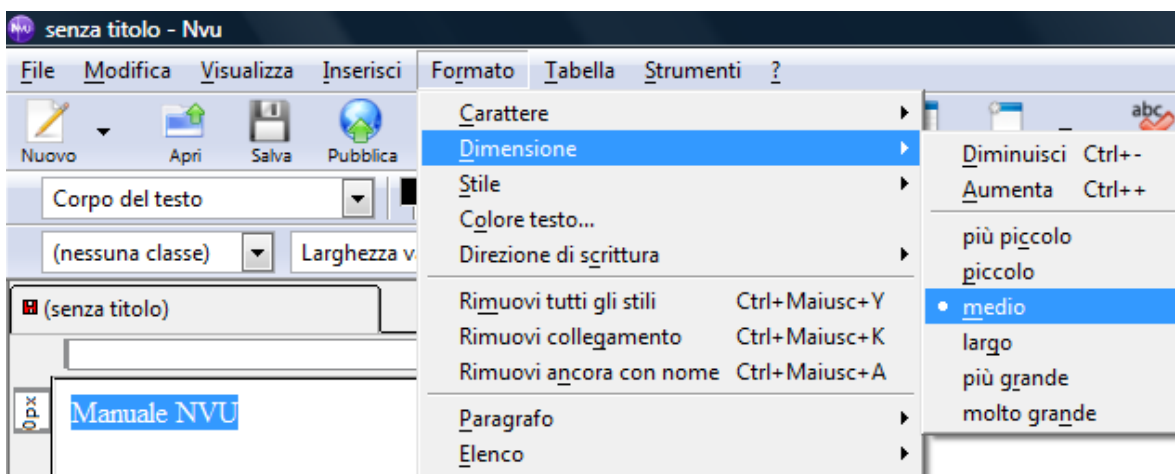 senza titolo - Nvu
File Modifica Visualizza Inserisci Formato Tabella Strumenti ?
Nuovo Apri Salva Pubblica
Corpo del testo
(nessuna classe) Larghezza v
(senza titolo)
0px
Manuale NVU
Carattere
Dimensione
Stile
Colore testo...
Direzione di scrittura
Rimuovi tutti gli stili Ctrl+Maiusc+Y
Rimuovi collegamento Ctrl+Maiusc+K
Rimuovi ancora con nome Ctrl+Maiusc+A
Paragrafo
Elenco
abc
Diminuisci Ctrl+-
Aumenta Ctrl++
più piccolo
piccolo
medio
largo
più grande
molto grande